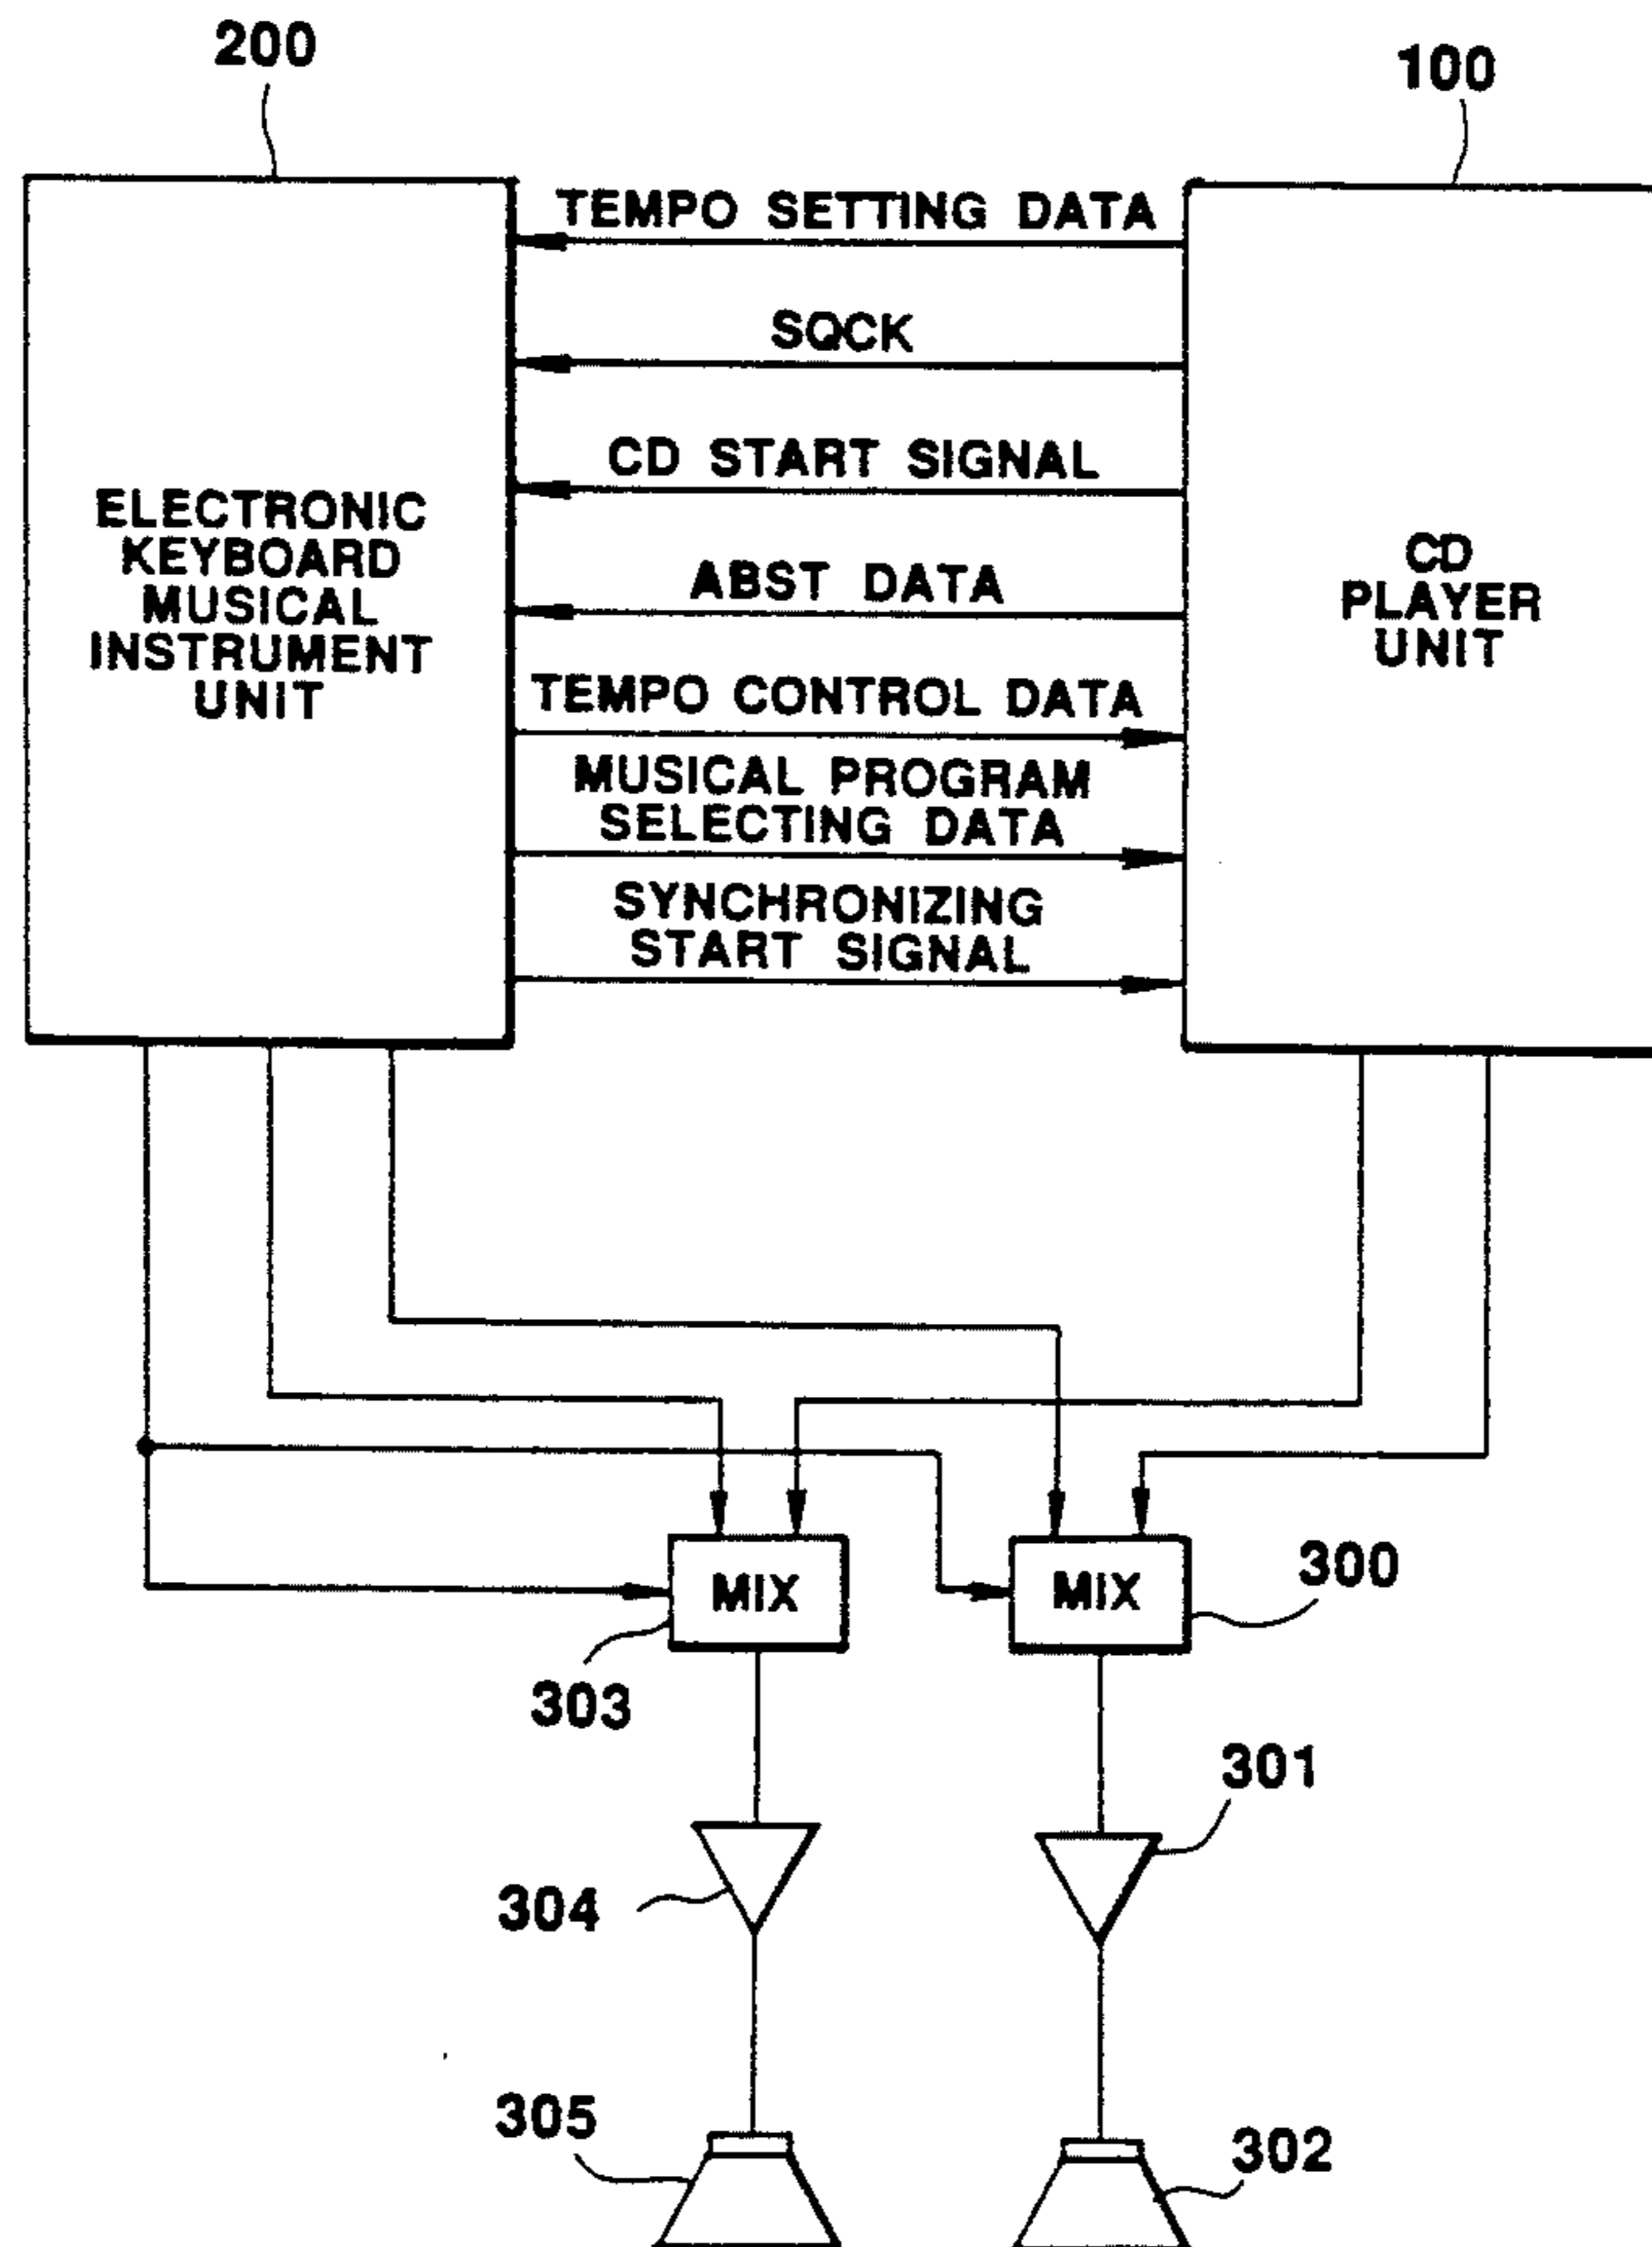 200
100
TEMPO SETTING DATA
SQCK
CD START SIGNAL
ABST DATA
TEMPO CONTROL DATA
MUSICAL PROGRAM
SELECTING DATA
SYNCHRONIZING
START SIGNAL
ELECTRONIC
KEYBOARD
MUSICAL
INSTRUMENT
UNIT
CD
PLAYER
UNIT
MIX
MIX
300
303
301
304
305
302